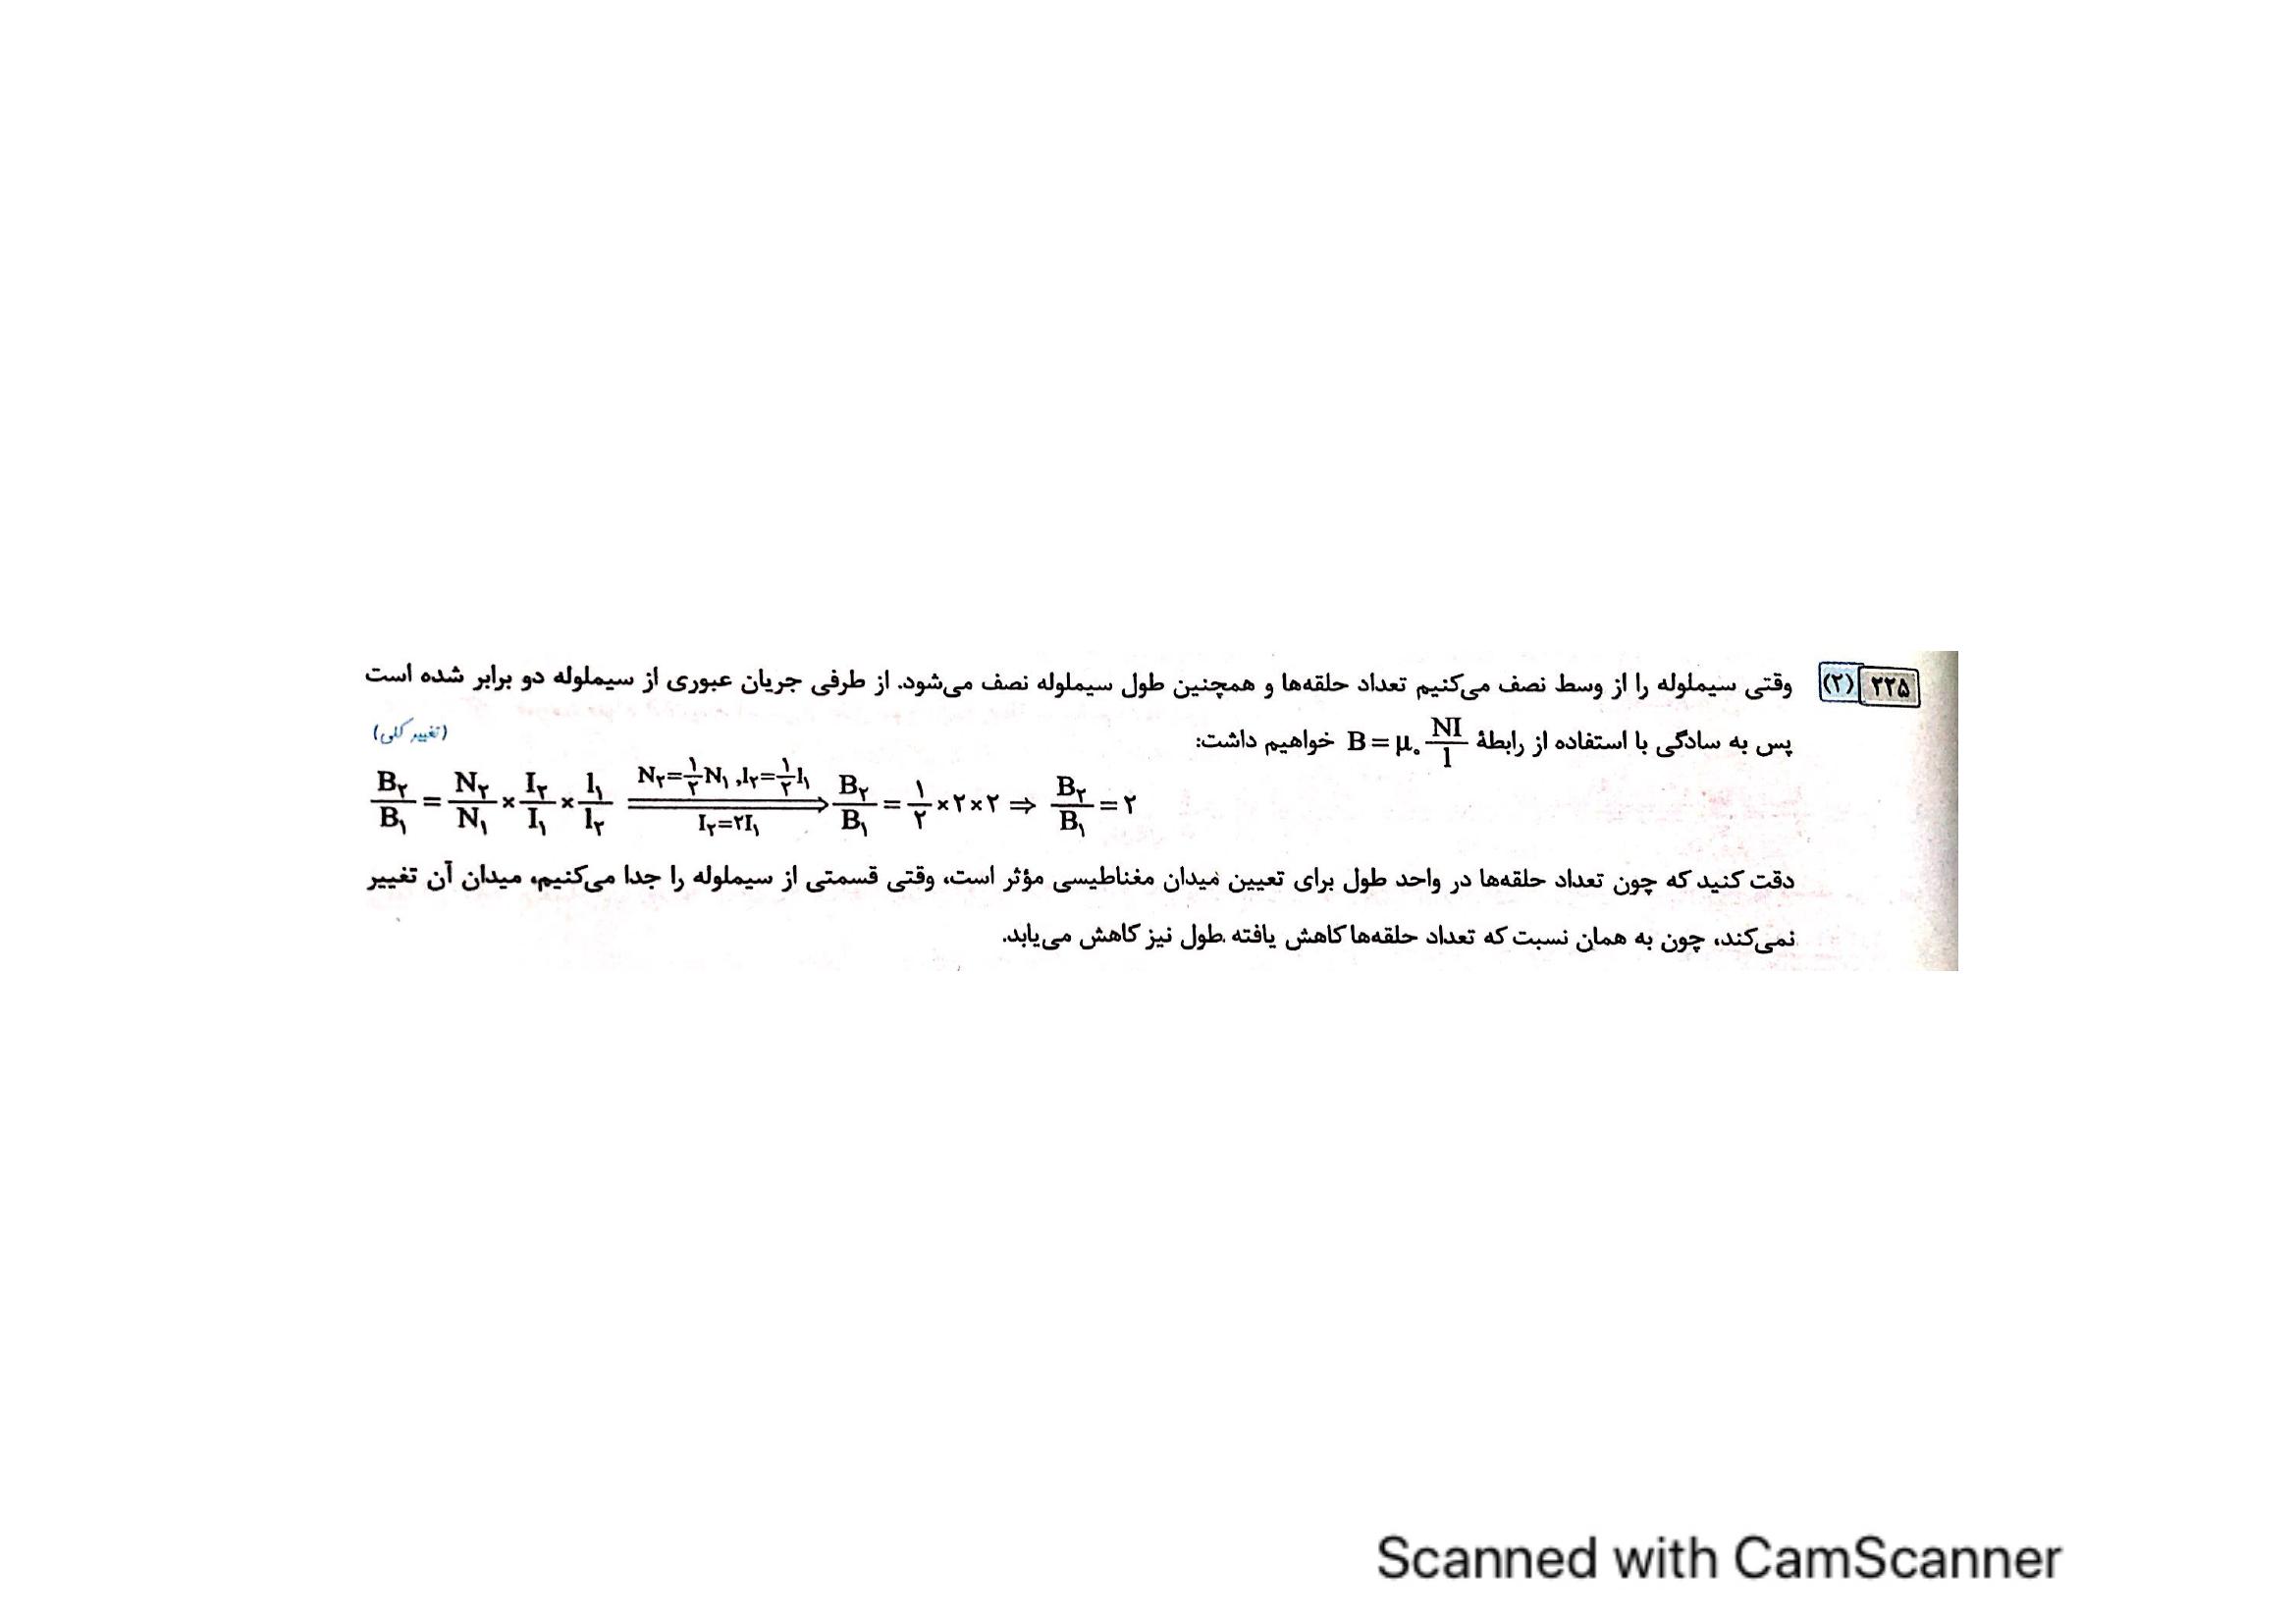 ۲۲۵ (۲) وقتی سیملوله را از وسط نصف می‌کنیم تعداد حلقه‌ها و همچنین طول سیملوله نصف می‌شود. از طرفی جریان عبوری از سیملوله دو برابر شده است
پس به سادگی با استفاده از رابطهٔ B = μ۰ NI/l خواهیم داشت: (تغییر کلی)
B۲/B۱ = N۲/N۱ × I۲/I۱ × l۱/l۲ N۲=۱/۲N۱ ,l۲=۱/۲l۱ I۲=۲I۱ ⟹ B۲/B۱ = ۱/۲ ×۲×۲ ⇒ B۲/B۱ = ۲
دقت کنید که چون تعداد حلقه‌ها در واحد طول برای تعیین میدان مغناطیسی مؤثر است، وقتی قسمتی از سیملوله را جدا می‌کنیم، میدان آن تغییر
نمی‌کند، چون به همان نسبت که تعداد حلقه‌ها کاهش یافته طول نیز کاهش می‌یابد.
Scanned with CamScanner